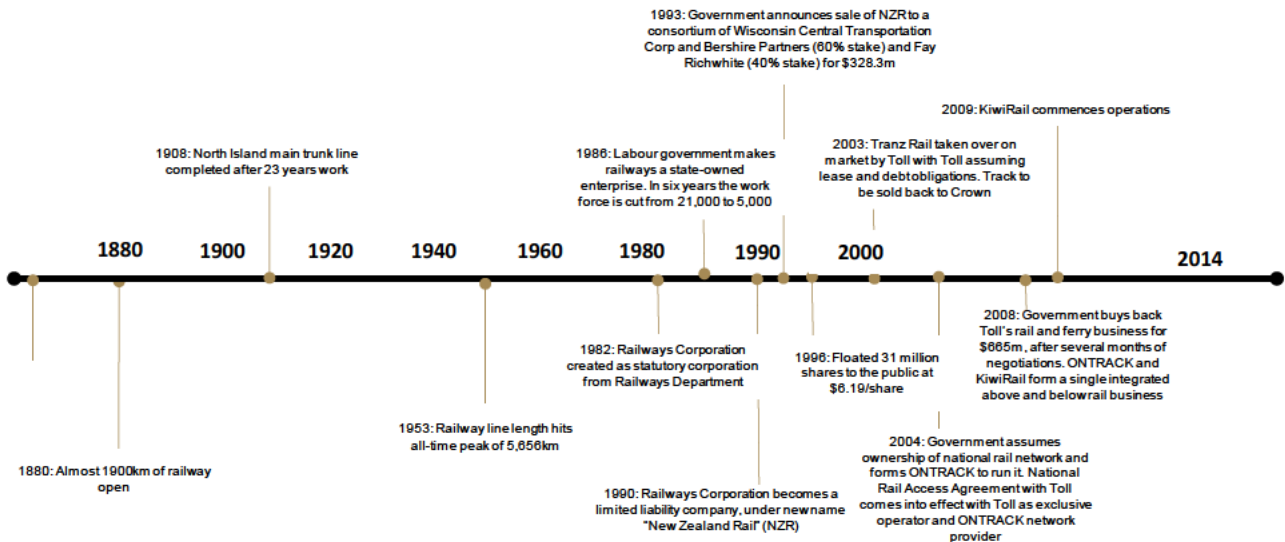 1993: Government announces sale of NZR to a
consortium of Wisconsin Central Transportation
Corp and Bershire Partners (60% stake) and Fay
Richwhite (40% stake) for $328.3m
2009: KiwiRail commences operations
1908: North Island main trunk line
completed after 23 years work
1986: Labour government makes
railways a state-owned
enterprise. In six years the work
force is cut from 21,000 to 5,000
2003: Tranz Rail taken over on
market by Toll with Toll assuming
lease and debt obligations. Track to
be sold back to Crown
1880 1900 1920 1940 1960 1980 1990 2000 2014
1982: Railways Corporation
created as statutory corporation
from Railways Department
1996: Floated 31 million
shares to the public at
$6.19/share
2008: Government buys back
Toll's rail and ferry business for
$665m, after several months of
negotiations. ONTRACK and
KiwiRail form a single integrated
above and below rail business
1953: Railway line length hits
all-time peak of 5,656km
1880: Almost 1900km of railway
open
1990: Railways Corporation becomes a
limited liability company, under new name
"New Zealand Rail" (NZR)
2004: Government assumes
ownership of national rail network and
forms ONTRACK to run it. National
Rail Access Agreement with Toll
comes into effect with Toll as exclusive
operator and ONTRACK network
provider